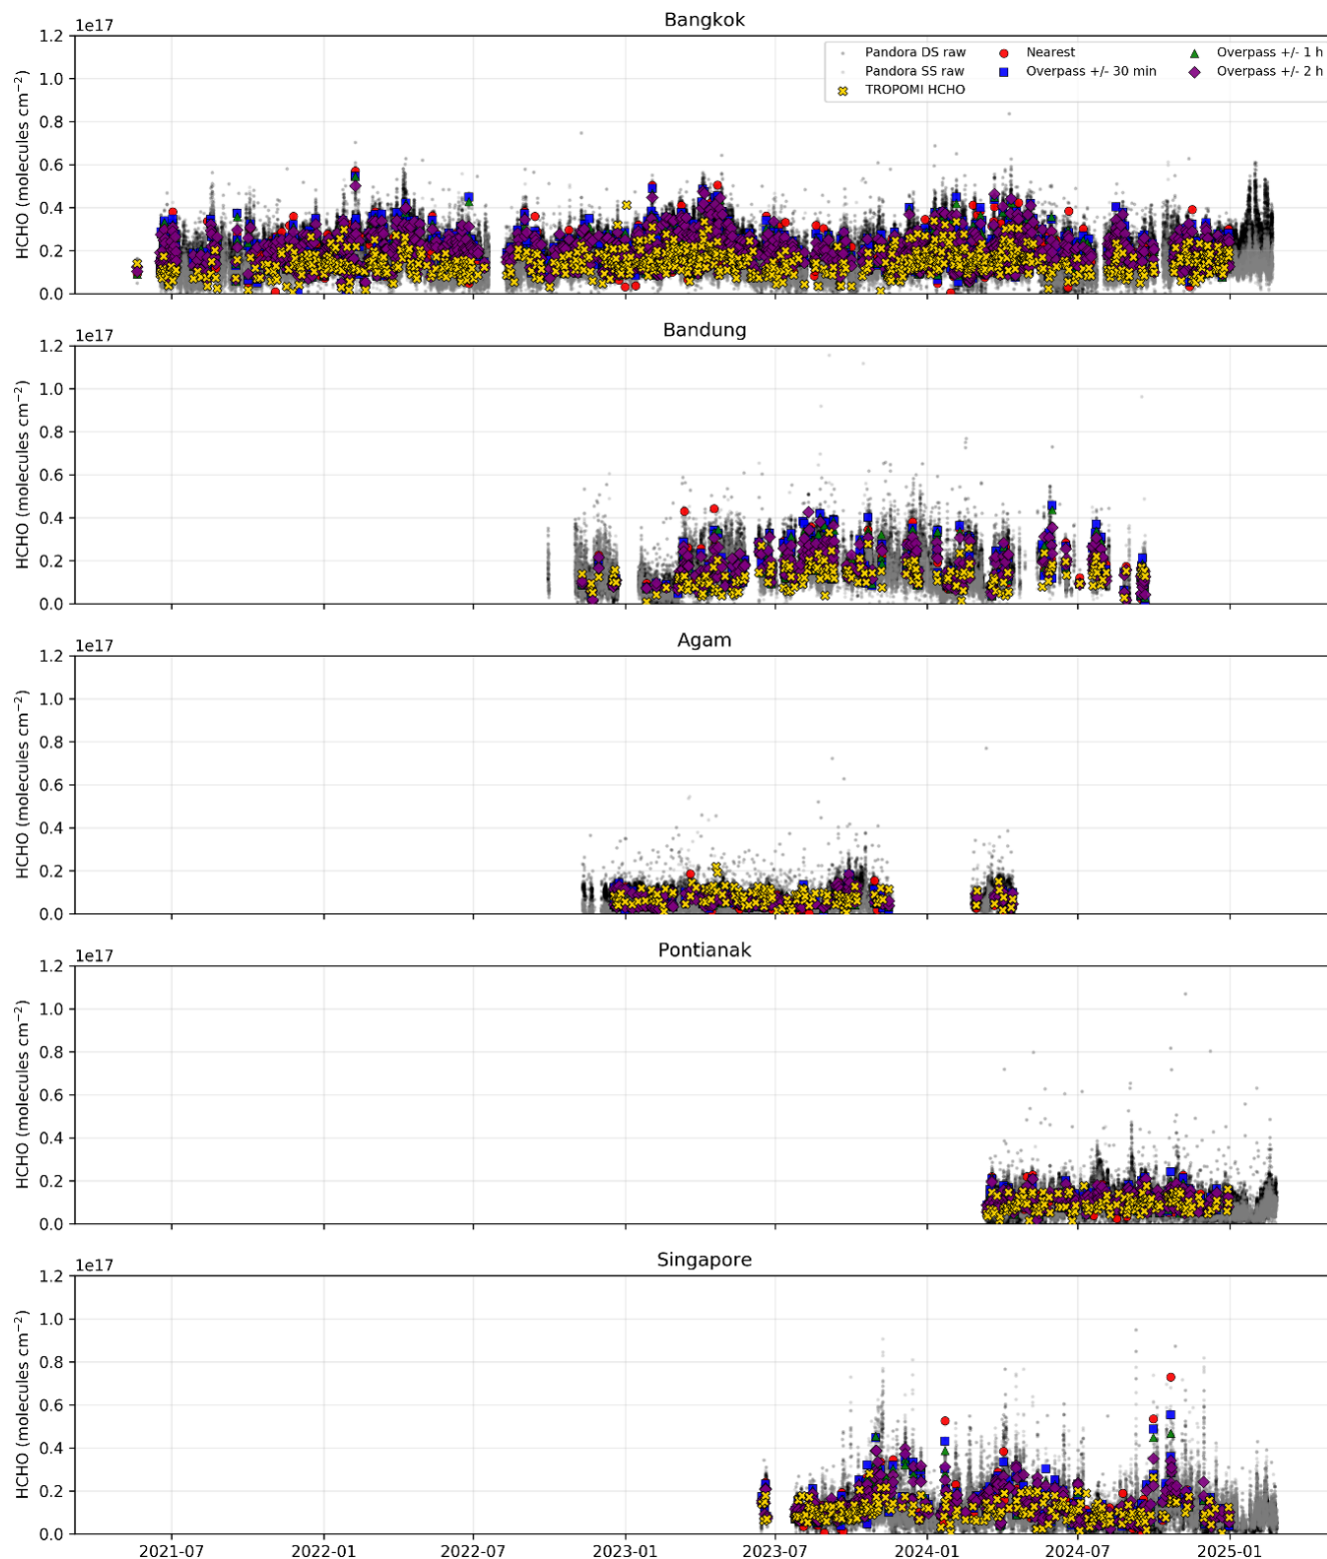 Bangkok
1e17
1.2
1.0
0.8
0.6
0.4
0.2
0.0
HCHO (molecules cm−2)
Pandora DS raw
Pandora SS raw
TROPOMI HCHO
Nearest
Overpass +/- 30 min
Overpass +/- 1 h
Overpass +/- 2 h
Bandung
1e17
1.2
1.0
0.8
0.6
0.4
0.2
0.0
HCHO (molecules cm−2)
Agam
1e17
1.2
1.0
0.8
0.6
0.4
0.2
0.0
HCHO (molecules cm−2)
Pontianak
1e17
1.2
1.0
0.8
0.6
0.4
0.2
0.0
HCHO (molecules cm−2)
Singapore
1e17
1.2
1.0
0.8
0.6
0.4
0.2
0.0
HCHO (molecules cm−2)
2021-07 2022-01 2022-07 2023-01 2023-07 2024-01 2024-07 2025-01